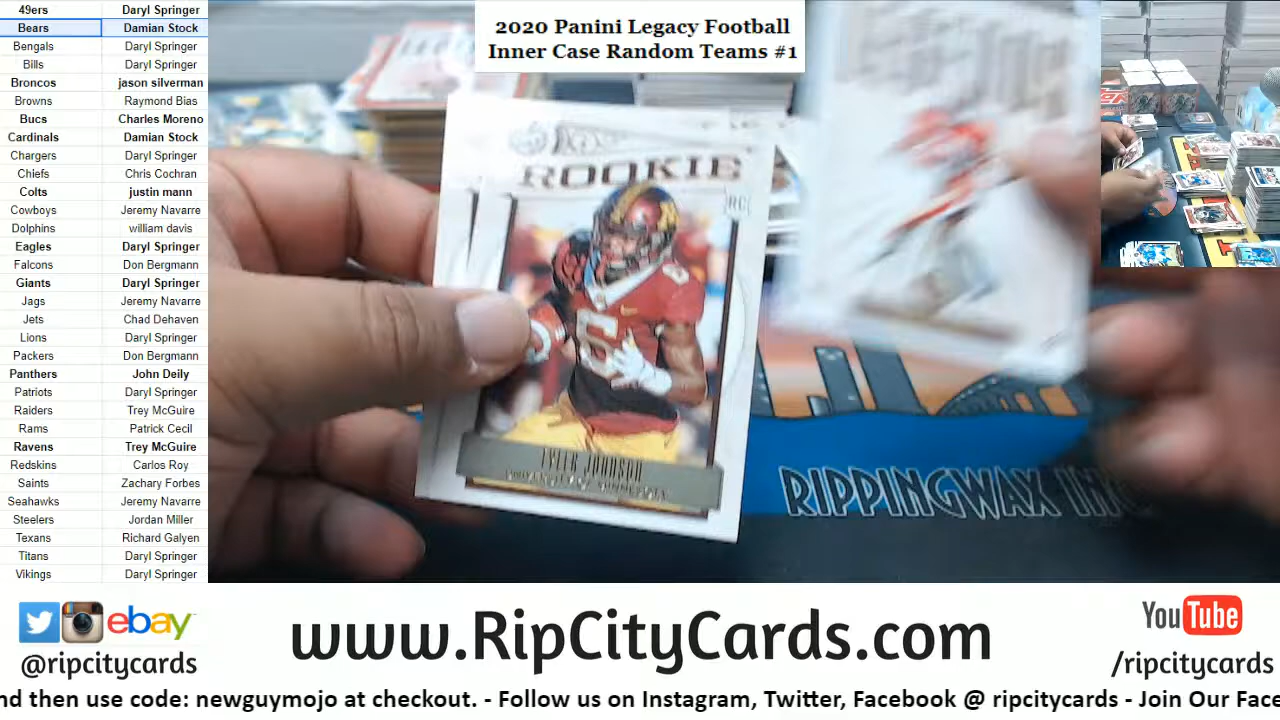 49ers Daryl Springer
Bears Damian Stock
Bengals Daryl Springer
Bills Daryl Springer
Broncos jason silverman
Browns Raymond Bias
Bucs Charles Moreno
Cardinals Damian Stock
Chargers Daryl Springer
Chiefs Chris Cochran
Colts justin mann
Cowboys Jeremy Navarre
Dolphins william davis
Eagles Daryl Springer
Falcons Don Bergmann
Giants Daryl Springer
Jags Jeremy Navarre
Jets Chad Dehaven
Lions Daryl Springer
Packers Don Bergmann
Panthers John Deily
Patriots Daryl Springer
Raiders Trey McGuire
Rams Patrick Cecil
Ravens Trey McGuire
Redskins Carlos Roy
Saints Zachary Forbes
Seahawks Jeremy Navarre
Steelers Jordan Miller
Texans Richard Galyen
Titans Daryl Springer
Vikings Daryl Springer
2020 Panini Legacy Football
Inner Case Random Teams #1
ROOKIE
RC
6
TYLER JOHNSON
RIPPINGWAX
ebay
@ripcitycards
www.RipCityCards.com
YouTube
/ripcitycards
nd then use code: newguymojo at checkout. - Follow us on Instagram, Twitter, Facebook @ ripcitycards - Join Our Face